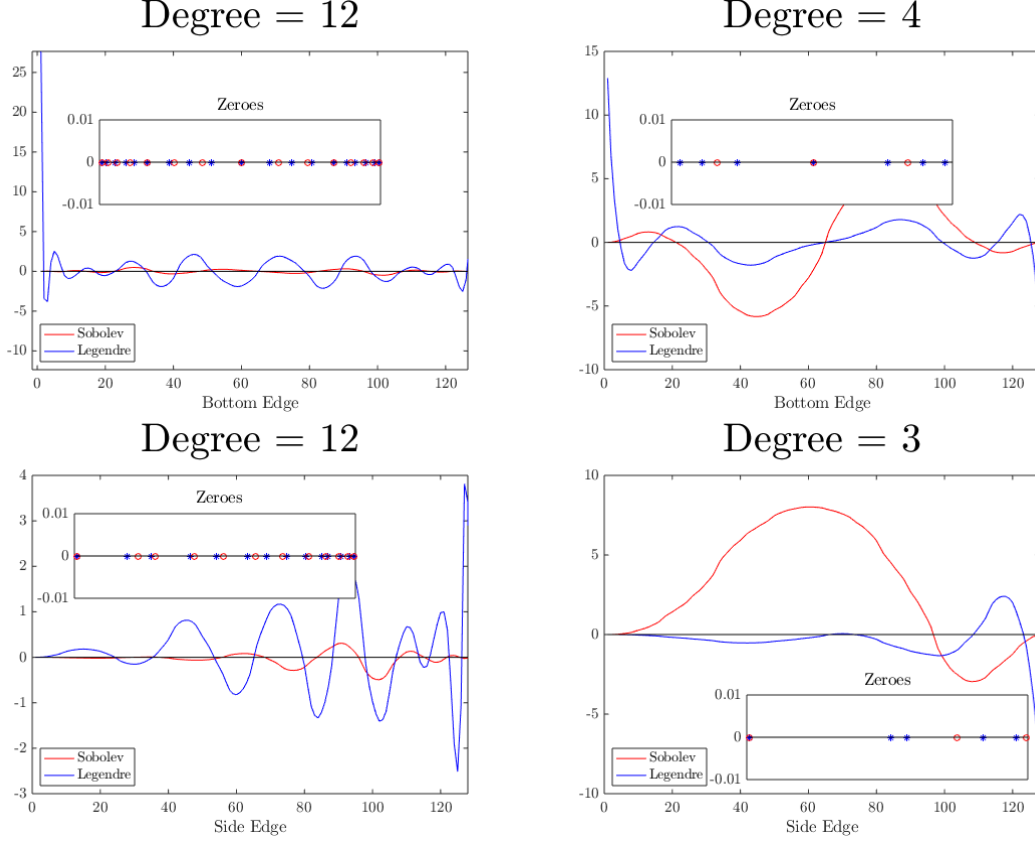 Degree = 12
25
20
15
10
5
0
-5
-10
Zeroes
0.01
0
-0.01
Sobolev
Legendre
0 20 40 60 80 100 120
Bottom Edge
Degree = 4
15
10
5
0
-5
-10
Zeroes
0.01
0
-0.01
Sobolev
Legendre
0 20 40 60 80 100 120
Bottom Edge
Degree = 12
4
3
2
1
0
-1
-2
-3
Zeroes
0.01
0
-0.01
Sobolev
Legendre
0 20 40 60 80 100 120
Side Edge
Degree = 3
10
5
0
-5
-10
Zeroes
0.01
0
-0.01
Sobolev
Legendre
0 20 40 60 80 100 120
Side Edge